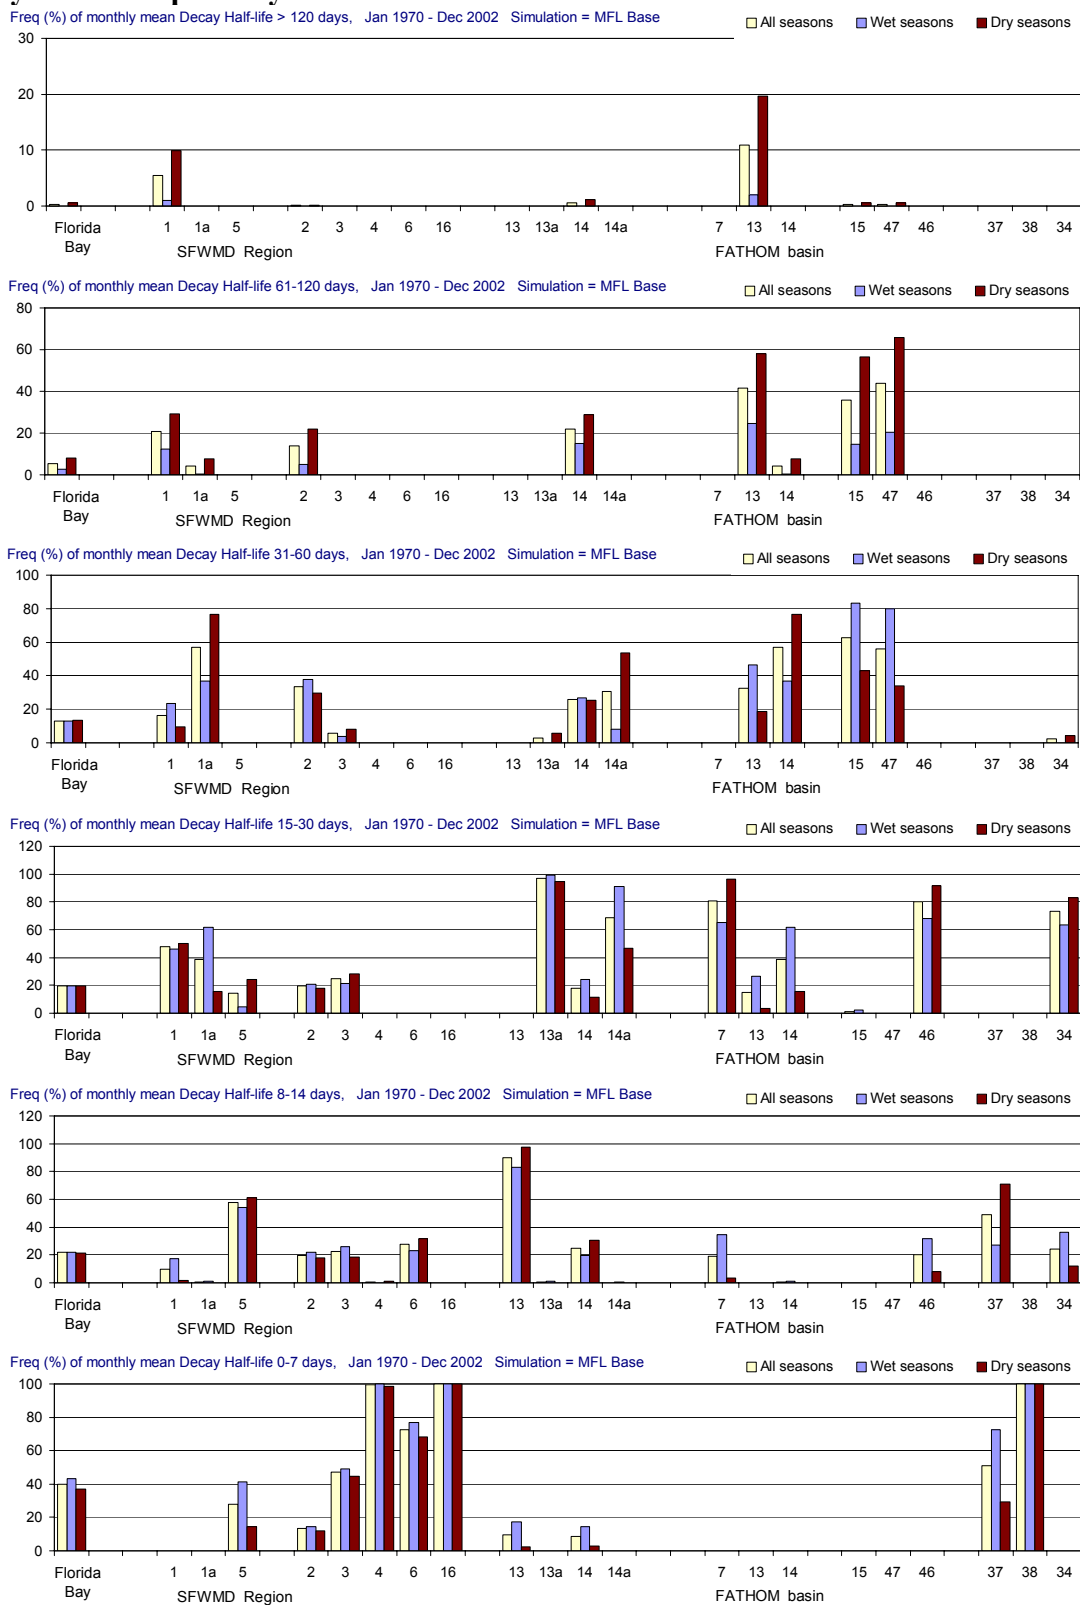 Freq (%) of monthly mean Decay Half-life > 120 days, Jan 1970 - Dec 2002 Simulation = MFL Base
All seasons Wet seasons Dry seasons
30
20
10
0
Florida Bay 1 1a 5 2 3 4 6 16 13 13a 14 14a 7 13 14 15 47 46 37 38 34
SFWMD Region FATHOM basin
Freq (%) of monthly mean Decay Half-life 61-120 days, Jan 1970 - Dec 2002 Simulation = MFL Base
All seasons Wet seasons Dry seasons
80
60
40
20
0
Florida Bay 1 1a 5 2 3 4 6 16 13 13a 14 14a 7 13 14 15 47 46 37 38 34
SFWMD Region FATHOM basin
Freq (%) of monthly mean Decay Half-life 31-60 days, Jan 1970 - Dec 2002 Simulation = MFL Base
All seasons Wet seasons Dry seasons
100
80
60
40
20
0
Florida Bay 1 1a 5 2 3 4 6 16 13 13a 14 14a 7 13 14 15 47 46 37 38 34
SFWMD Region FATHOM basin
Freq (%) of monthly mean Decay Half-life 15-30 days, Jan 1970 - Dec 2002 Simulation = MFL Base
All seasons Wet seasons Dry seasons
120
100
80
60
40
20
0
Florida Bay 1 1a 5 2 3 4 6 16 13 13a 14 14a 7 13 14 15 47 46 37 38 34
SFWMD Region FATHOM basin
Freq (%) of monthly mean Decay Half-life 8-14 days, Jan 1970 - Dec 2002 Simulation = MFL Base
All seasons Wet seasons Dry seasons
120
100
80
60
40
20
0
Florida Bay 1 1a 5 2 3 4 6 16 13 13a 14 14a 7 13 14 15 47 46 37 38 34
SFWMD Region FATHOM basin
Freq (%) of monthly mean Decay Half-life 0-7 days, Jan 1970 - Dec 2002 Simulation = MFL Base
All seasons Wet seasons Dry seasons
100
80
60
40
20
0
Florida Bay 1 1a 5 2 3 4 6 16 13 13a 14 14a 7 13 14 15 47 46 37 38 34
SFWMD Region FATHOM basin